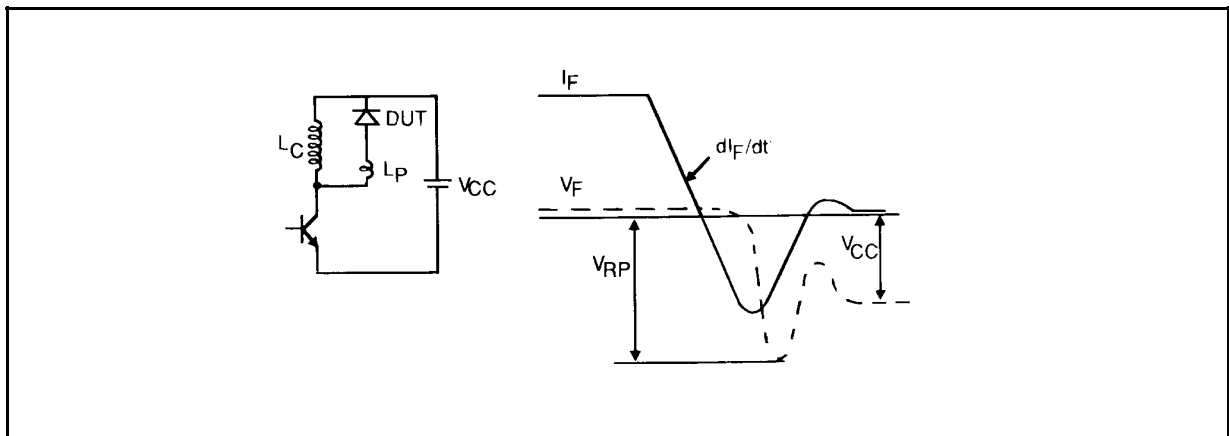 IF
DUT
LC
LP
VCC
dIF/dt
VF
VRP
VCC